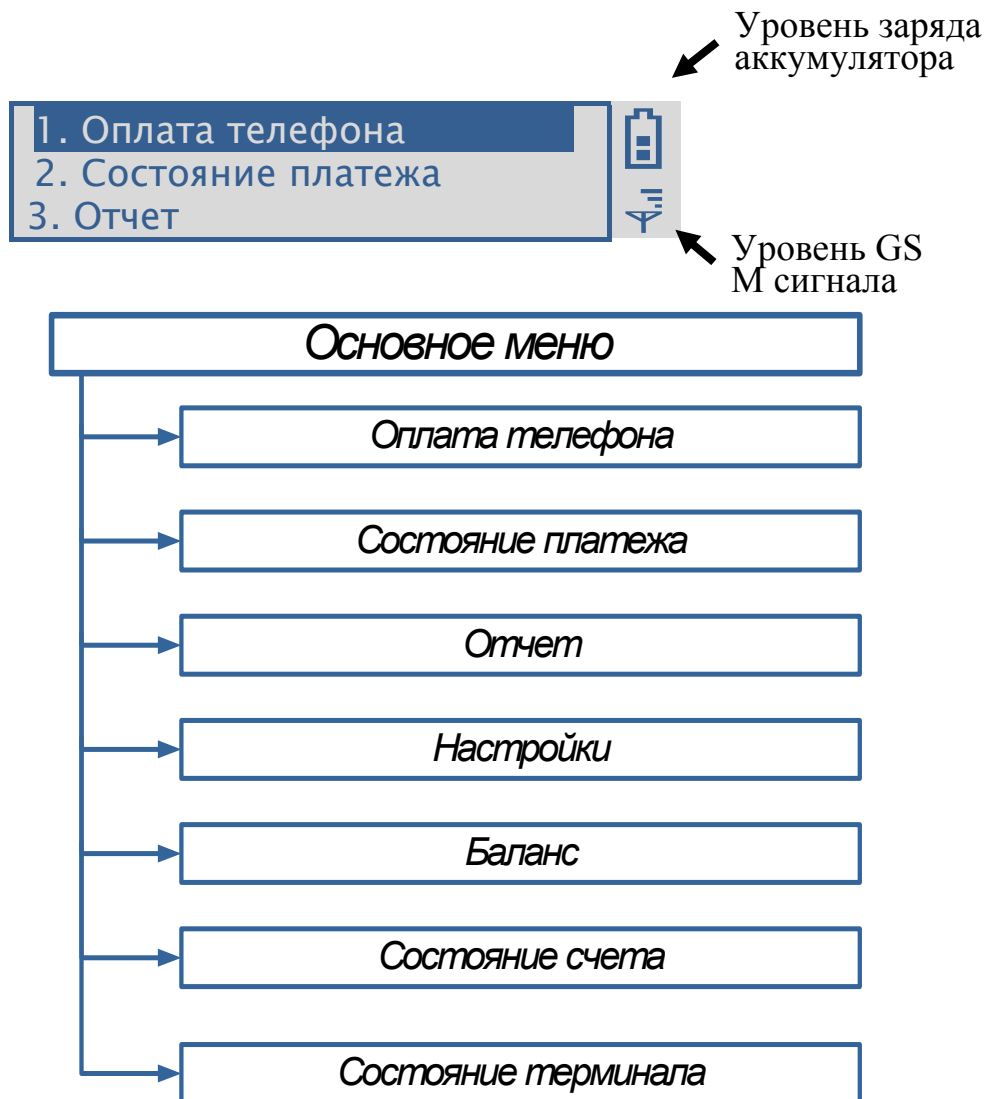 Уровень заряда
аккумулятора
1. Оплата телефона
2. Состояние платежа
3. Отчет
Уровень GS
М сигнала
Основное меню
Оплата телефона
Состояние платежа
Отчет
Настройки
Баланс
Состояние счета
Состояние терминала